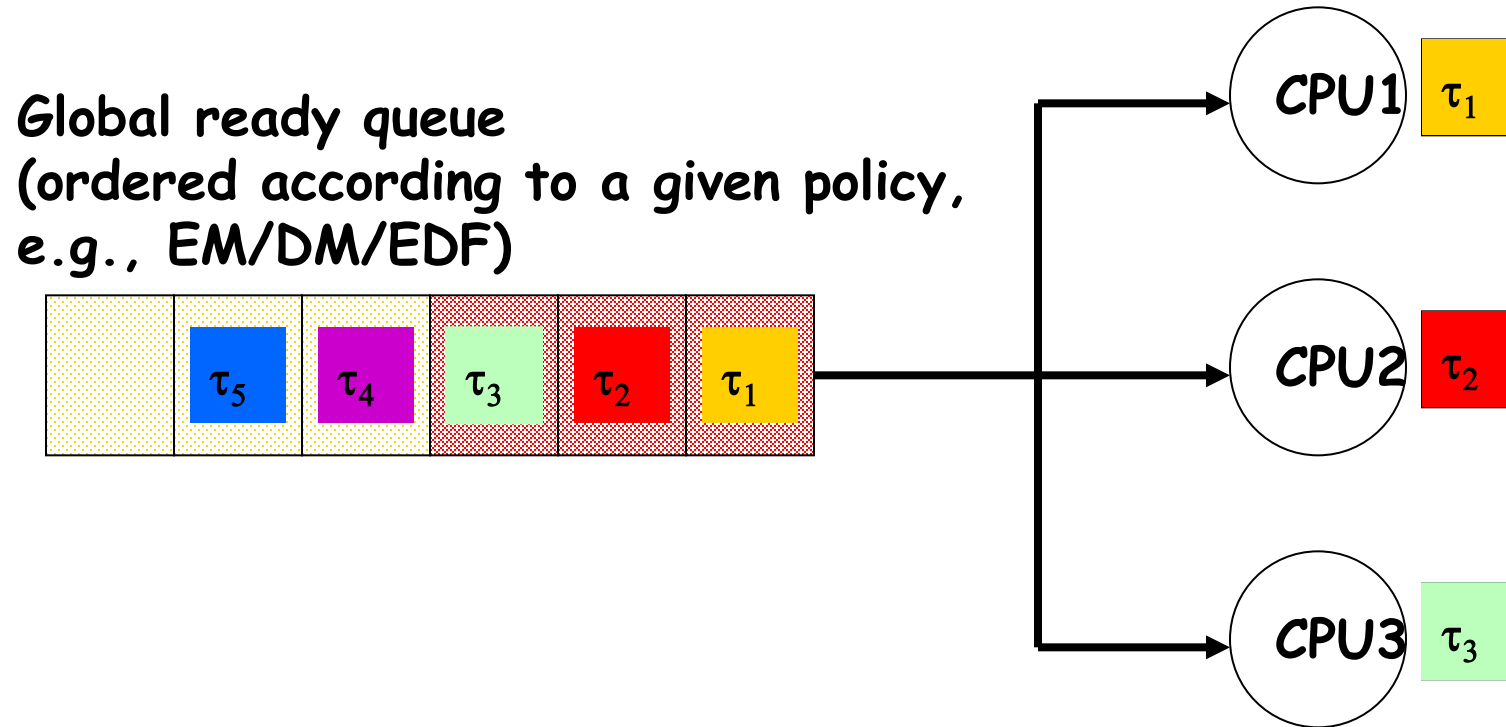 Global ready queue
(ordered according to a given policy,
e.g., EM/DM/EDF)
τ5 τ4 τ3 τ2 τ1
CPU1 τ1
CPU2 τ2
CPU3 τ3